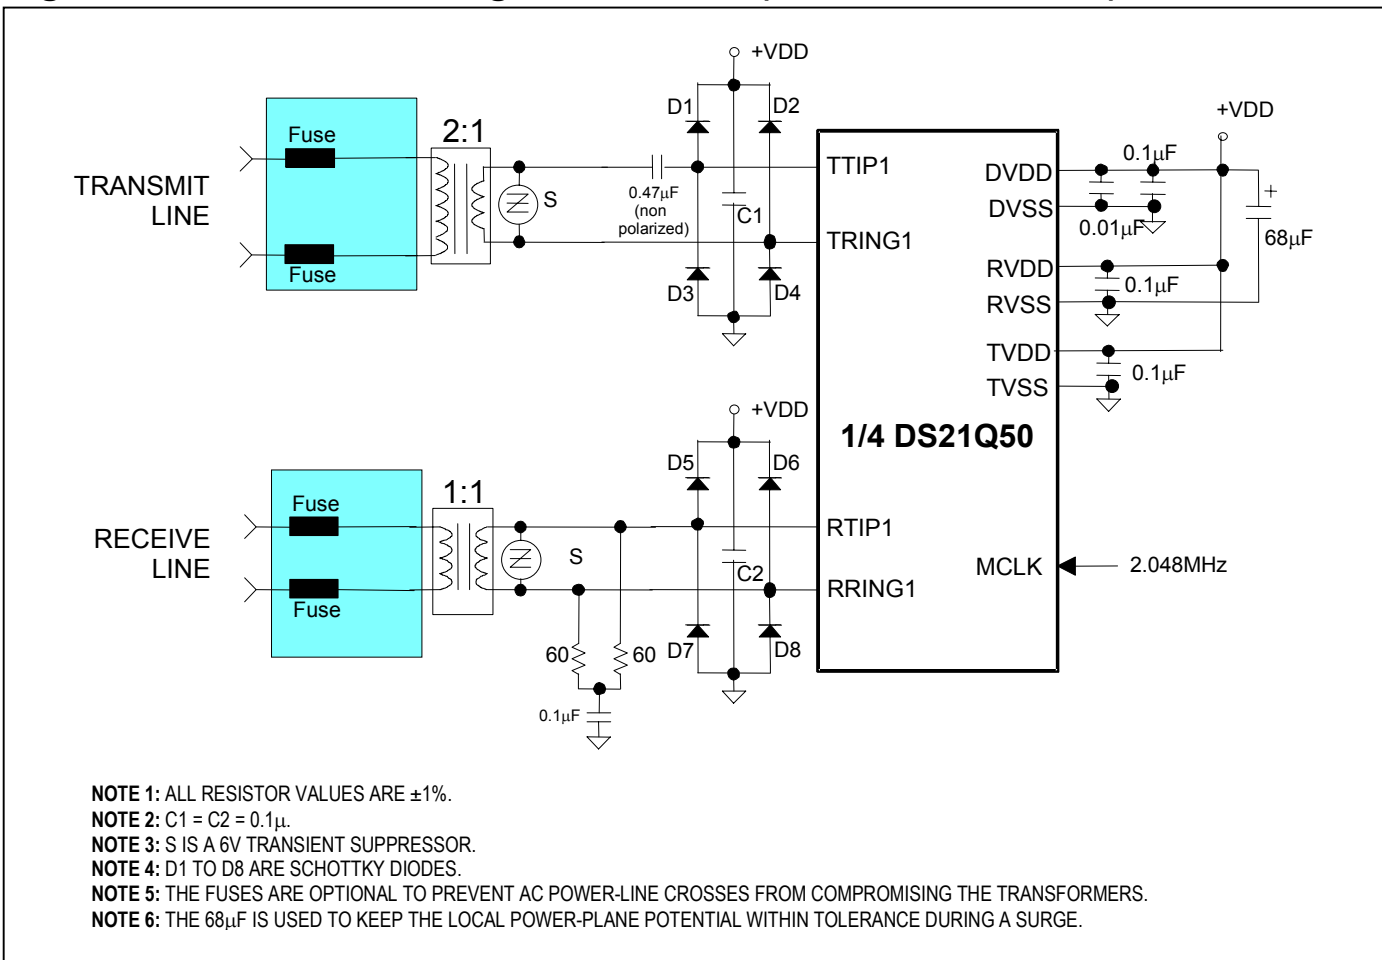 +VDD
D1
D2
+VDD
Fuse
2:1
TRANSMIT
LINE
S
0.47µF
(non
polarized)
C1
TTIP1
DVDD
0.1µF
DVSS
0.01µF
+
68µF
TRING1
Fuse
D3
D4
RVDD
0.1µF
RVSS
TVDD
0.1µF
TVSS
+VDD
1/4 DS21Q50
D5
D6
Fuse
1:1
RECEIVE
LINE
S
C2
RTIP1
MCLK
2.048MHz
RRING1
Fuse
60
60
D7
D8
0.1µF
NOTE 1: ALL RESISTOR VALUES ARE ±1%.
NOTE 2: C1 = C2 = 0.1µ.
NOTE 3: S IS A 6V TRANSIENT SUPPRESSOR.
NOTE 4: D1 TO D8 ARE SCHOTTKY DIODES.
NOTE 5: THE FUSES ARE OPTIONAL TO PREVENT AC POWER-LINE CROSSES FROM COMPROMISING THE TRANSFORMERS.
NOTE 6: THE 68µF IS USED TO KEEP THE LOCAL POWER-PLANE POTENTIAL WITHIN TOLERANCE DURING A SURGE.